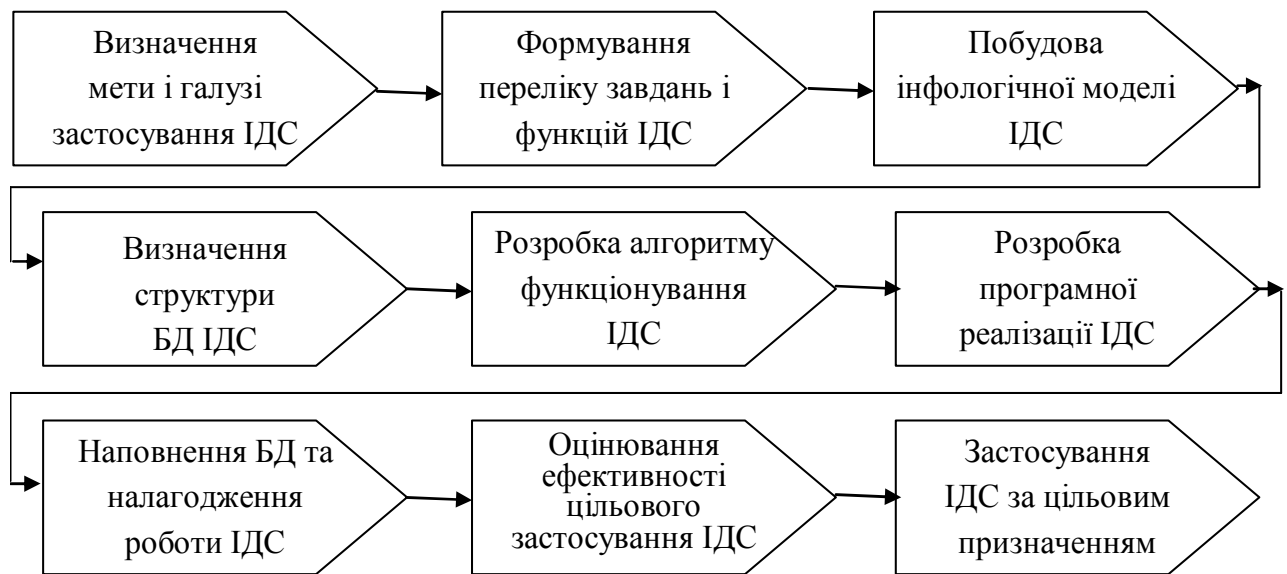 Визначення
мети і галузі
застосування ІДС
Формування
переліку завдань і
функцій ІДС
Побудова
інфологічної моделі
ІДС
Визначення
структури
БД ІДС
Розробка алгоритму
функціонування
ІДС
Розробка
програмної
реалізації ІДС
Наповнення БД та
налагодження
роботи ІДС
Оцінювання
ефективності
цільового
застосування ІДС
Застосування
ІДС за цільовим
призначенням